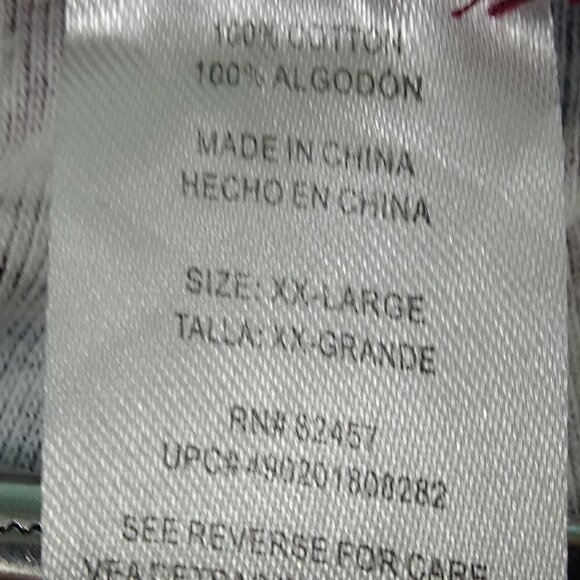 100% COTTON
100% ALGODÓN
MADE IN CHINA
HECHO EN CHINA
SIZE: XX-LARGE
TALLA: XX-GRANDE
RN# 82457
UPC# 490201808282
SEE REVERSE FOR CARE